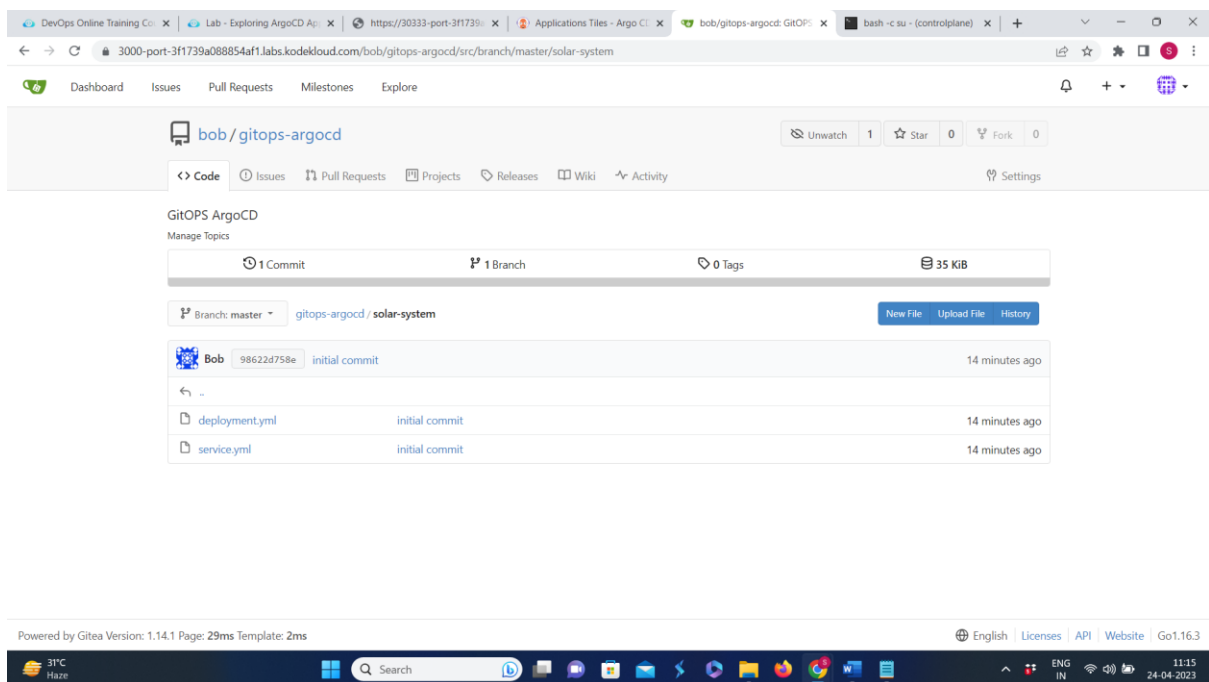 DevOps Online Training Co
Lab - Exploring ArgoCD Ap
https://30333-port-3f1739a
Applications Tiles - Argo C
bob/gitops-argocd: GitOPS
bash -c su - (controlplane)
3000-port-3f1739a088854af1.labs.kodekloud.com/bob/gitops-argocd/src/branch/master/solar-system
S
Dashboard Issues Pull Requests Milestones Explore
bob / gitops-argocd
Unwatch 1 Star 0 Fork 0
<> Code Issues Pull Requests Projects Releases Wiki Activity Settings
GitOPS ArgoCD
Manage Topics
1 Commit 1 Branch 0 Tags 35 KiB
Branch: master gitops-argocd / solar-system New File Upload File History
Bob 98622d758e initial commit 14 minutes ago
..
deployment.yml initial commit 14 minutes ago
service.yml initial commit 14 minutes ago
Powered by Gitea Version: 1.14.1 Page: 29ms Template: 2ms English Licenses API Website Go1.16.3
31°C
Haze
Search
ENG
IN
11:15
24-04-2023